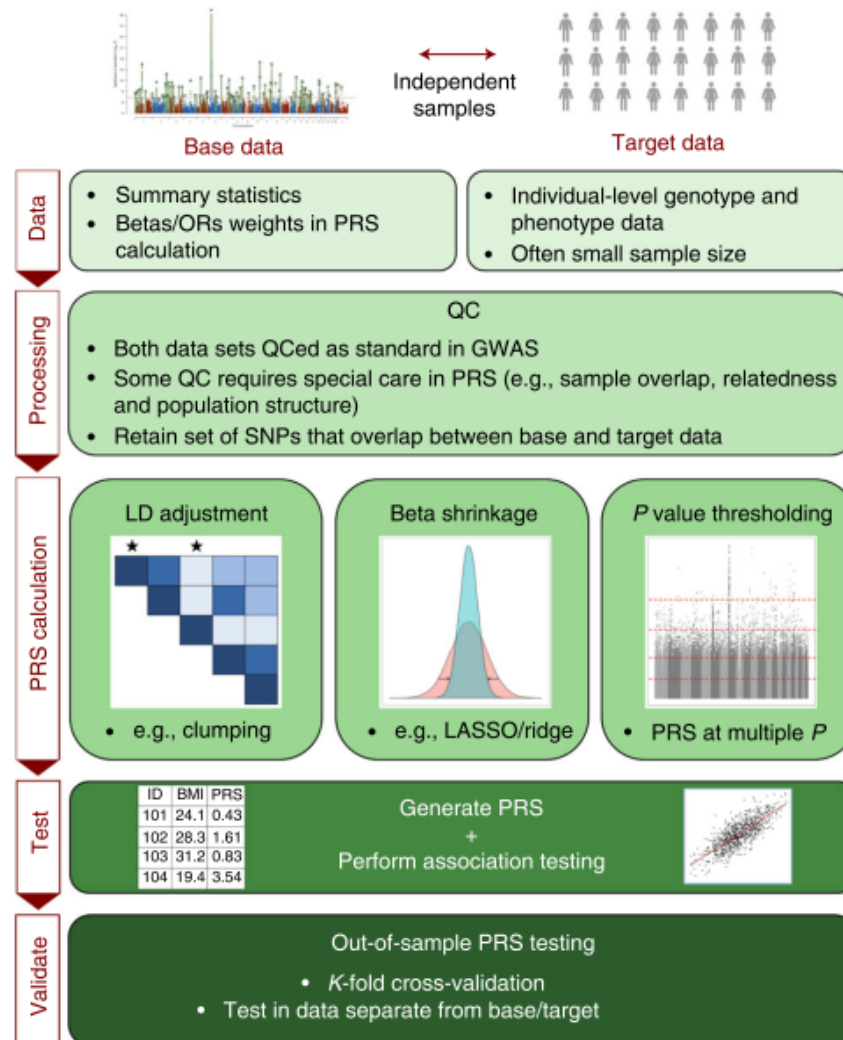 Independent
samples
Base data
Target data
Data
• Summary statistics
• Betas/ORs weights in PRS
calculation
• Individual-level genotype and
phenotype data
• Often small sample size
Processing
QC
• Both data sets QCed as standard in GWAS
• Some QC requires special care in PRS (e.g., sample overlap, relatedness
and population structure)
• Retain set of SNPs that overlap between base and target data
PRS calculation
LD adjustment
• e.g., clumping
Beta shrinkage
• e.g., LASSO/ridge
P value thresholding
• PRS at multiple P
Test
ID BMI PRS
101 24.1 0.43
102 28.3 1.61
103 31.2 0.83
104 19.4 3.54
Generate PRS
+
Perform association testing
Validate
Out-of-sample PRS testing
• K-fold cross-validation
• Test in data separate from base/target